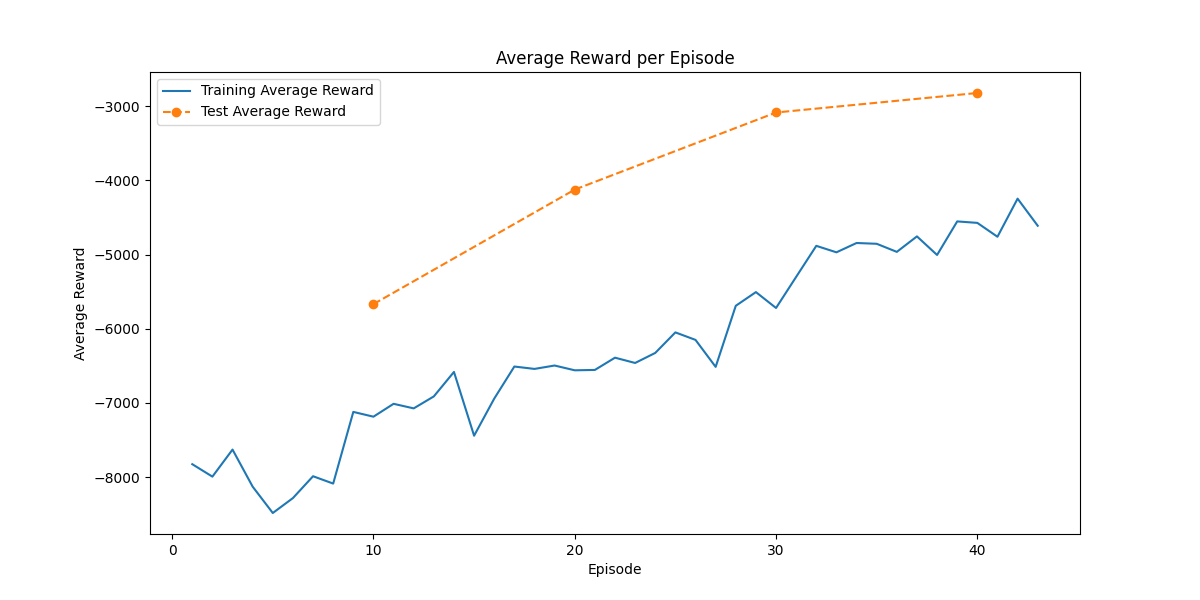 Average Reward per Episode
Training Average Reward
Test Average Reward
−3000
−4000
−5000
−6000
−7000
−8000
Average Reward
0
10
20
30
40
Episode